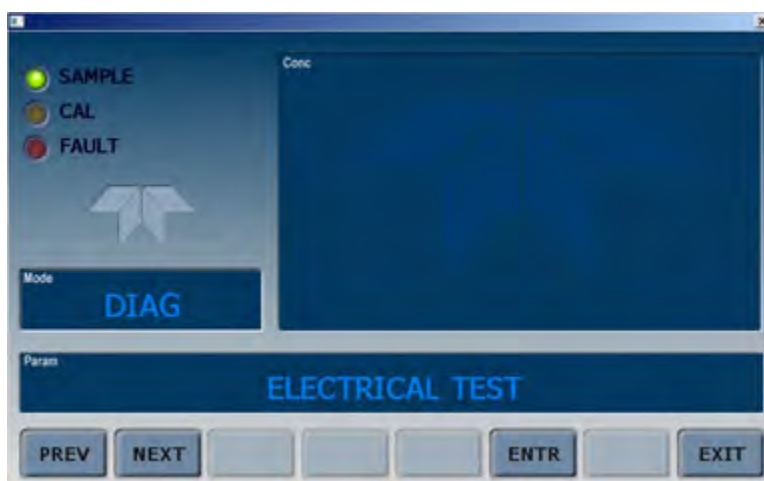 SAMPLE
CAL
FAULT
Conc
Mode
DIAG
Param
ELECTRICAL TEST
PREV NEXT ENTR EXIT